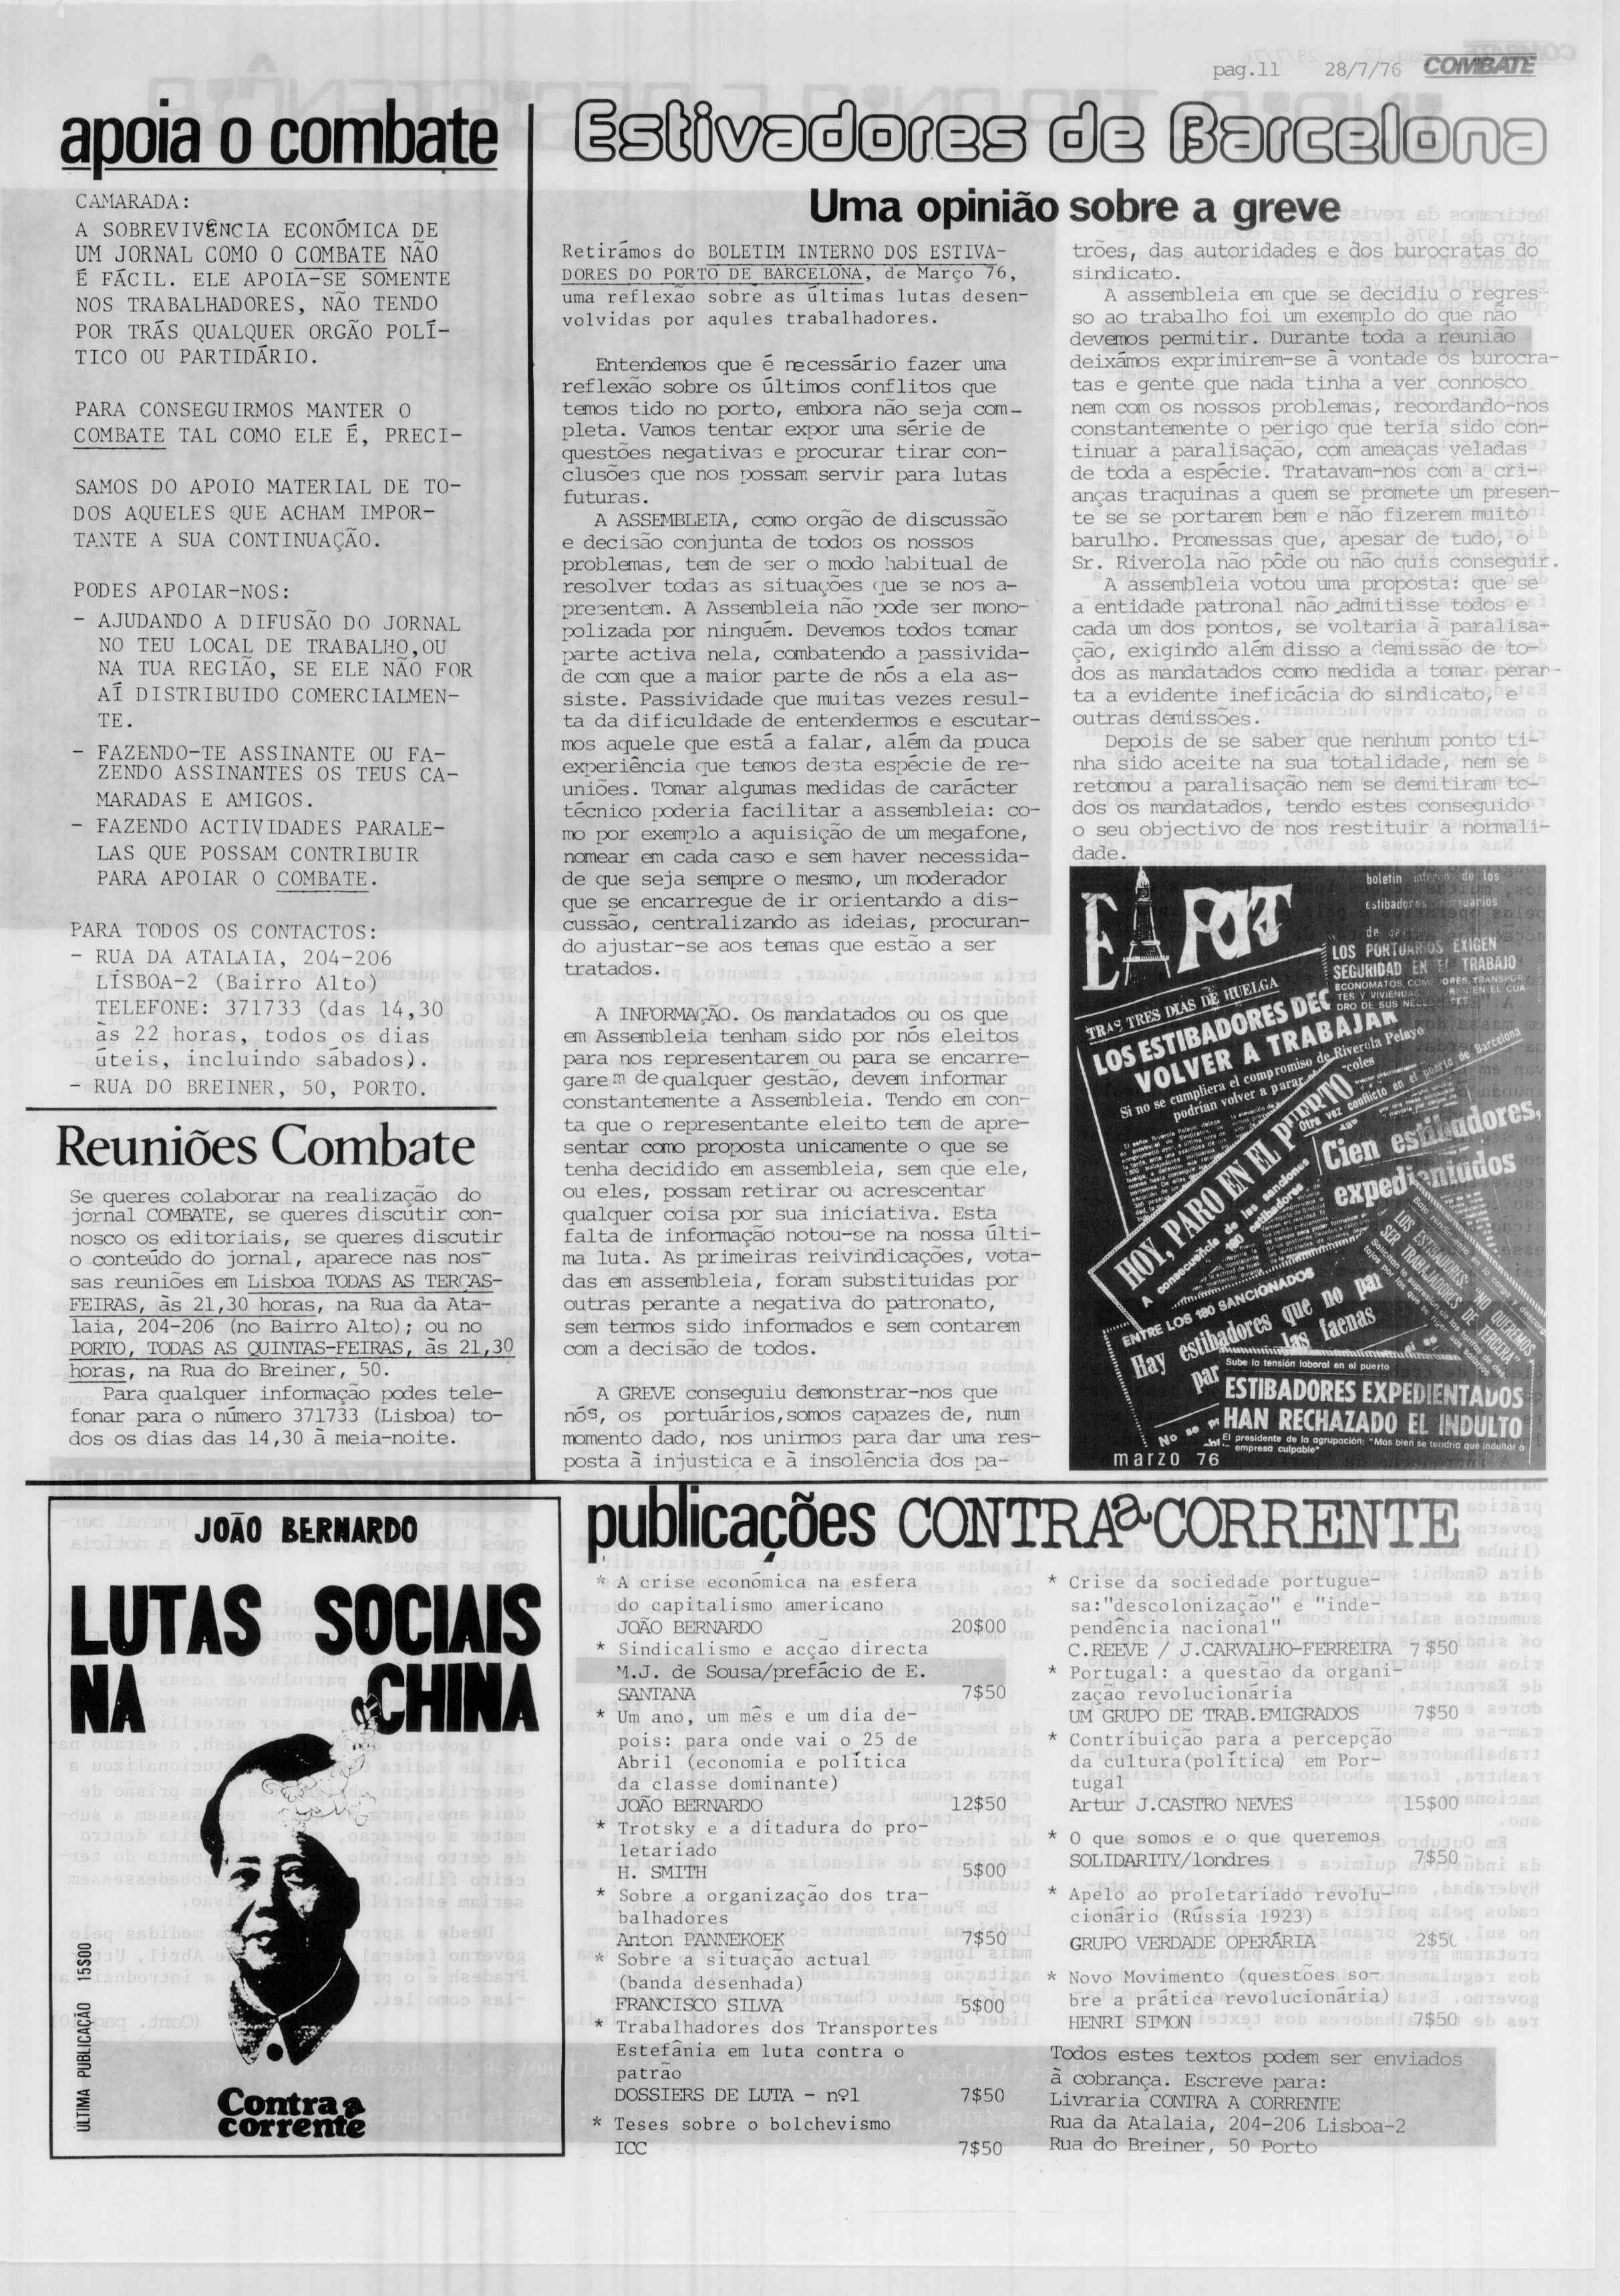 pag.11 28/7/76 COMBATE
apoia o combate
CAMARADA:
A SOBREVIVÊNCIA ECONÓMICA DE
UM JORNAL COMO O COMBATE NÃO
É FÁCIL. ELE APOIA-SE SOMENTE
NOS TRABALHADORES, NÃO TENDO
POR TRÁS QUALQUER ORGÃO POLÍ-
TICO OU PARTIDÁRIO.
PARA CONSEGUIRMOS MANTER O
COMBATE TAL COMO ELE É, PRECI-
SAMOS DO APOIO MATERIAL DE TO-
DOS AQUELES QUE ACHAM IMPOR-
TANTE A SUA CONTINUAÇÃO.
PODES APOIAR-NOS:
- AJUDANDO A DIFUSÃO DO JORNAL
NO TEU LOCAL DE TRABALHO,OU
NA TUA REGIÃO, SE ELE NÃO FOR
AÍ DISTRIBUIDO COMERCIALMEN-
TE.
- FAZENDO-TE ASSINANTE OU FA-
ZENDO ASSINANTES OS TEUS CA-
MARADAS E AMIGOS.
- FAZENDO ACTIVIDADES PARALE-
LAS QUE POSSAM CONTRIBUIR
PARA APOIAR O COMBATE.
PARA TODOS OS CONTACTOS:
- RUA DA ATALAIA, 204-206
LISBOA-2 (Bairro Alto)
TELEFONE: 371733 (das 14,30
às 22 horas, todos os dias
úteis, incluindo sábados).
- RUA DO BREINER, 50, PORTO.
Reuniões Combate
Se queres colaborar na realização do
jornal COMBATE, se queres discutir con-
nosco os editoriais, se queres discutir
o conteúdo do jornal, aparece nas nos-
sas reuniões em Lisboa TODAS AS TERÇAS-
FEIRAS, às 21,30 horas, na Rua da Ata-
laia, 204-206 (no Bairro Alto); ou no
PORTO, TODAS AS QUINTAS-FEIRAS, às 21,30
horas, na Rua do Breiner, 50.
Para qualquer informação podes tele-
fonar para o número 371733 (Lisboa) to-
dos os dias das 14,30 à meia-noite.
Estivadores de Barcelona
Uma opinião sobre a greve
Retirámos do BOLETIM INTERNO DOS ESTIVA-
DORES DO PORTO DE BARCELONA, de Março 76,
uma reflexão sobre as últimas lutas desen-
volvidas por aqules trabalhadores.
Entendemos que é necessário fazer uma
reflexão sobre os últimos conflitos que
temos tido no porto, embora não seja com-
pleta. Vamos tentar expor uma série de
questões negativas e procurar tirar con-
clusões que nos possam servir para lutas
futuras.
A ASSEMBLEIA, como orgão de discussão
e decisão conjunta de todos os nossos
problemas, tem de ser o modo habitual de
resolver todas as situações que se nos a-
presentem. A Assembleia não pode ser mono-
polizada por ninguém. Devemos todos tomar
parte activa nela, combatendo a passivida-
de com que a maior parte de nós a ela as-
siste. Passividade que muitas vezes resul-
ta da dificuldade de entendermos e escutar-
mos aquele que está a falar, além da pouca
experiência que temos desta espécie de re-
uniões. Tomar algumas medidas de carácter
técnico poderia facilitar a assembleia: co-
mo por exemplo a aquisição de um megafone,
nomear em cada caso e sem haver necessida-
de que seja sempre o mesmo, um moderador
que se encarregue de ir orientando a dis-
cussão, centralizando as ideias, procuran-
do ajustar-se aos temas que estão a ser
tratados.
A INFORMAÇÃO. Os mandatados ou os que
em Assembleia tenham sido por nós eleitos
para nos representarem ou para se encarre-
garem de qualquer gestão, devem informar
constantemente a Assembleia. Tendo em con-
ta que o representante eleito tem de apre-
sentar como proposta unicamente o que se
tenha decidido em assembleia, sem que ele,
ou eles, possam retirar ou acrescentar
qualquer coisa por sua iniciativa. Esta
falta de informação notou-se na nossa últi-
ma luta. As primeiras reivindicações, vota-
das em assembleia, foram substituidas por
outras perante a negativa do patronato,
sem termos sido informados e sem contarem
com a decisão de todos.
A GREVE conseguiu demonstrar-nos que
nós, os portuários,somos capazes de, num
momento dado, nos unirmos para dar uma res-
posta à injustiça e à insolência dos pa-
trões, das autoridades e dos burocratas do
sindicato.
A assembleia em que se decidiu o regres-
so ao trabalho foi um exemplo do que não
devemos permitir. Durante toda a reunião
deixámos exprimirem-se à vontade os burocra-
tas e gente que nada tinha a ver connosco
nem com os nossos problemas, recordando-nos
constantemente o perigo que teria sido con-
tinuar a paralisação, com ameaças veladas
de toda a espécie. Tratavam-nos com a cri-
anças traquinas a quem se promete um presen-
te se se portarem bem e não fizerem muito
barulho. Promessas que, apesar de tudo, o
Sr. Riverola não pôde ou não quis conseguir.
A assembleia votou uma proposta: que se
a entidade patronal não admitisse todos e
cada um dos pontos, se voltaria à paralisa-
ção, exigindo além disso a demissão de to-
dos as mandatados como medida a tomar peran-
ta a evidente ineficácia do sindicato, e
outras demissões.
Depois de se saber que nenhum ponto ti-
nha sido aceite na sua totalidade, nem se
retomou a paralisação nem se demitiram to-
dos os mandatados, tendo estes conseguido
o seu objectivo de nos restituir a normali-
dade.
boletin interno de los
estibadores portuarios
LOS PORTUARIOS EXIGEN
SEGURIDAD EN EL TRABAJO
TRAS TRES DIAS DE HUELGA
LOS ESTIBADORES DEC
VOLVER A TRABAJAR
Si no se cumpliera el compromiso de Riverola Pelayo
podrían volver a parar
Otra vez conflicto en el puerto de Barcelona
HOY, PARO EN EL PUERTO
A consecuencia de las sanciones
Cien estibadores,
expedientados
LOS ESTIBADORES: "NO QUEREMOS
SER TRABAJADORES DE TERCERA"
ENTRE LOS 180 SANCIONADOS
Hay estibadores que no par
las faenas
Sube la tensión laboral en el puerto
ESTIBADORES EXPEDIENTADOS
HAN RECHAZADO EL INDULTO
El presidente de la agrupación: "Más bien se tendría que indultar a
empresa culpable"
marzo 76
JOÃO BERNARDO
LUTAS SOCIAIS
NA CHINA
ULTIMA PUBLICAÇÃO 15$00
Contra a
corrente
publicações CONTRA a CORRENTE
* A crise económica na esfera
do capitalismo americano
JOÃO BERNARDO 20$00
* Sindicalismo e acção directa
M.J. de Sousa/prefácio de E.
SANTANA 7$50
* Um ano, um mês e um dia de-
pois: para onde vai o 25 de
Abril (economia e política
da classe dominante)
JOÃO BERNARDO 12$50
* Trotsky e a ditadura do pro-
letariado
H. SMITH 5$00
* Sobre a organização dos tra-
balhadores
Anton PANNEKOEK 7$50
* Sobre a situação actual
(banda desenhada)
FRANCISCO SILVA 5$00
* Trabalhadores dos Transportes
Estefânia em luta contra o
patrão
DOSSIERS DE LUTA - nº1 7$50
* Teses sobre o bolchevismo
ICC 7$50
* Crise da sociedade portugue-
sa:"descolonização" e "inde-
pendência nacional"
C.REEVE / J.CARVALHO-FERREIRA 7$50
* Portugal: a questão da organi-
zação revolucionária
UM GRUPO DE TRAB.EMIGRADOS 7$50
* Contribuição para a percepção
da cultura(política) em Por-
tugal
Artur J.CASTRO NEVES 15$00
* O que somos e o que queremos
SOLIDARITY/londres 7$50
* Apelo ao proletariado revolu-
cionário (Rússia 1923)
GRUPO VERDADE OPERÁRIA 2$50
* Novo Movimento (questões so-
bre a prática revolucionária)
HENRI SIMON 7$50
Todos estes textos podem ser enviados
à cobrança. Escreve para:
Livraria CONTRA A CORRENTE
Rua da Atalaia, 204-206 Lisboa-2
Rua do Breiner, 50 Porto